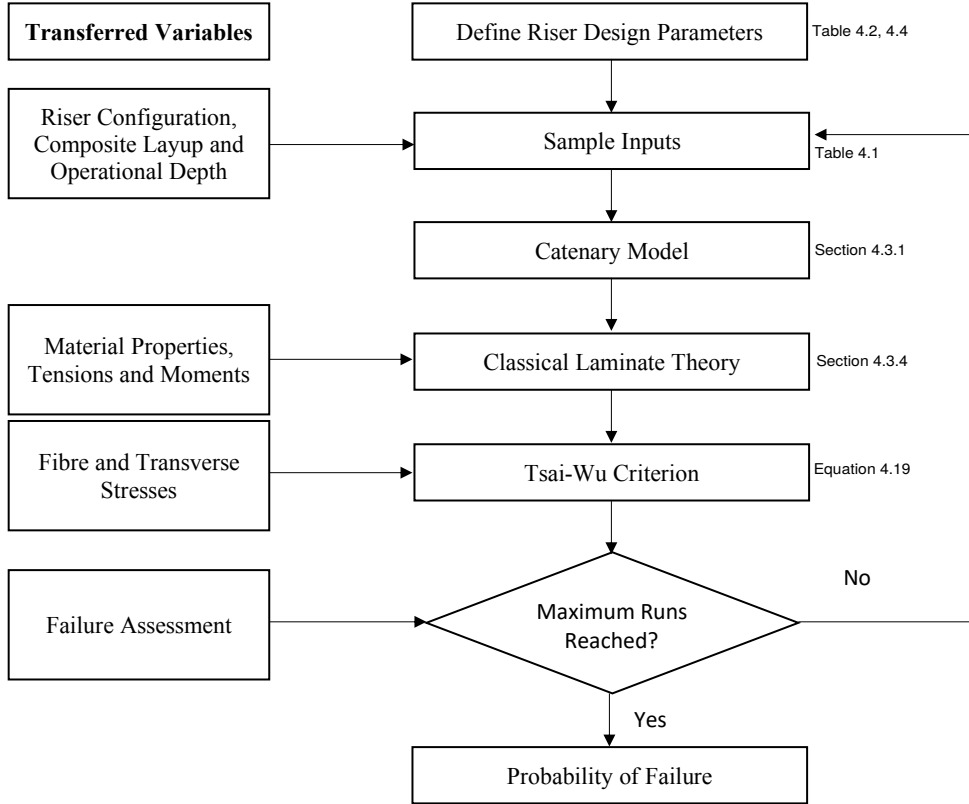 Transferred Variables
Define Riser Design Parameters
Table 4.2, 4.4
Riser Configuration,
Composite Layup and
Operational Depth
Sample Inputs
Table 4.1
Catenary Model
Section 4.3.1
Material Properties,
Tensions and Moments
Classical Laminate Theory
Section 4.3.4
Fibre and Transverse
Stresses
Tsai-Wu Criterion
Equation 4.19
Failure Assessment
Maximum Runs
Reached?
No
Yes
Probability of Failure